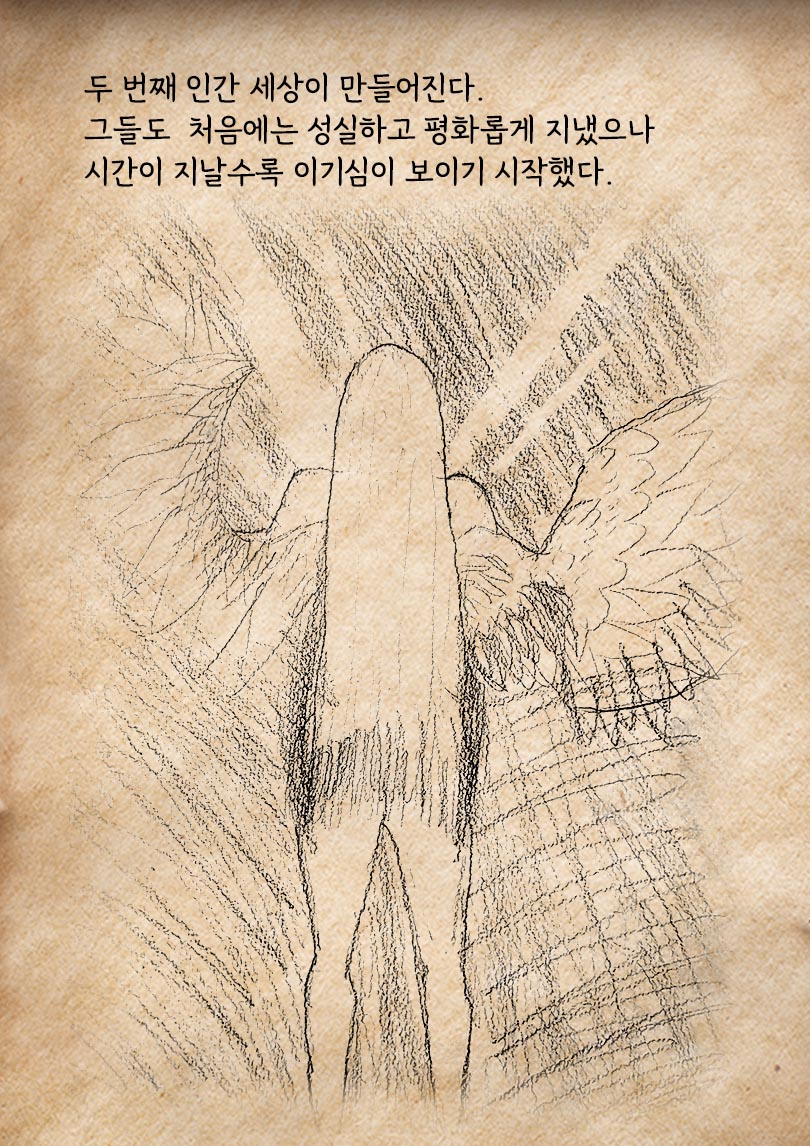 두 번째 인간 세상이 만들어진다.
그들도 처음에는 성실하고 평화롭게 지냈으나
시간이 지날수록 이기심이 보이기 시작했다.